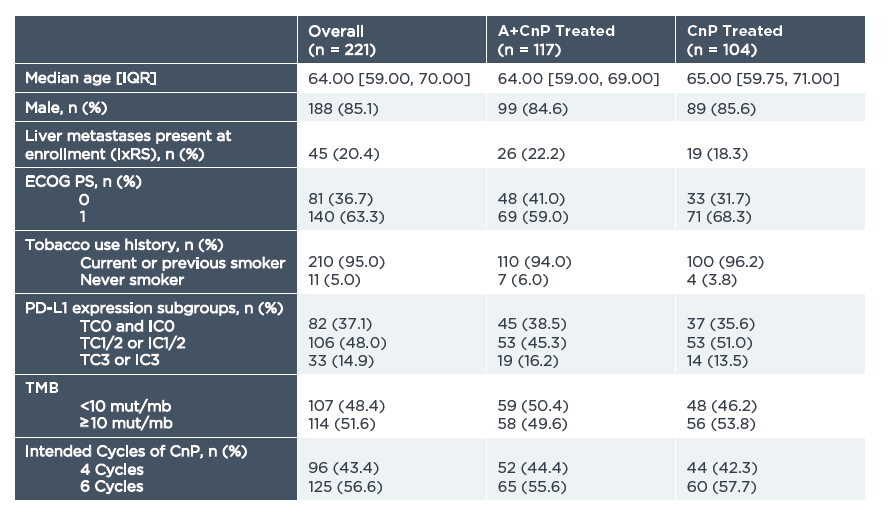 Overall (n = 221) A+CnP Treated (n = 117) CnP Treated (n = 104)
Median age [IQR] 64.00 [59.00, 70.00] 64.00 [59.00, 69.00] 65.00 [59.75, 71.00]
Male, n (%) 188 (85.1) 99 (84.6) 89 (85.6)
Liver metastases present at
enrollment (IxRS), n (%) 45 (20.4) 26 (22.2) 19 (18.3)
ECOG PS, n (%)
0 81 (36.7) 48 (41.0) 33 (31.7)
1 140 (63.3) 69 (59.0) 71 (68.3)
Tobacco use history, n (%)
Current or previous smoker 210 (95.0) 110 (94.0) 100 (96.2)
Never smoker 11 (5.0) 7 (6.0) 4 (3.8)
PD-L1 expression subgroups, n (%)
TC0 and IC0 82 (37.1) 45 (38.5) 37 (35.6)
TC1/2 or IC1/2 106 (48.0) 53 (45.3) 53 (51.0)
TC3 or IC3 33 (14.9) 19 (16.2) 14 (13.5)
TMB
<10 mut/mb 107 (48.4) 59 (50.4) 48 (46.2)
≥10 mut/mb 114 (51.6) 58 (49.6) 56 (53.8)
Intended Cycles of CnP, n (%)
4 Cycles 96 (43.4) 52 (44.4) 44 (42.3)
6 Cycles 125 (56.6) 65 (55.6) 60 (57.7)